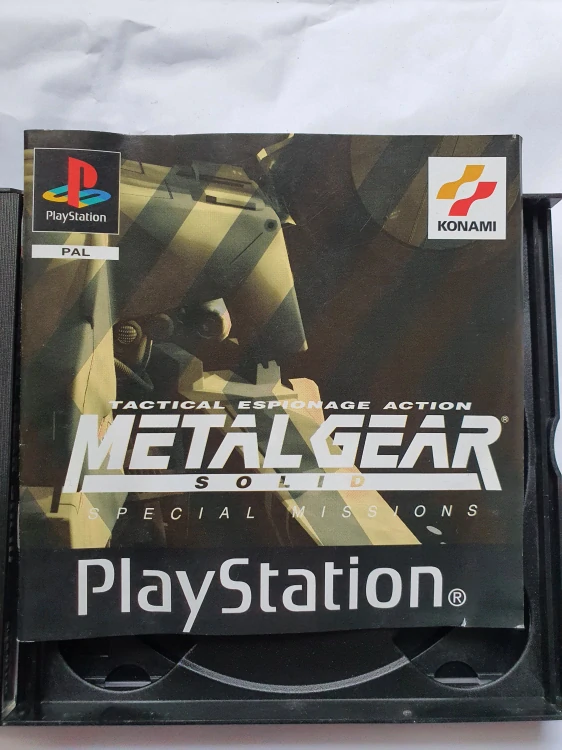 PlayStation
PAL
KONAMI
TACTICAL ESPIONAGE ACTION
METAL GEAR®
SOLID
SPECIAL MISSIONS
PlayStation®